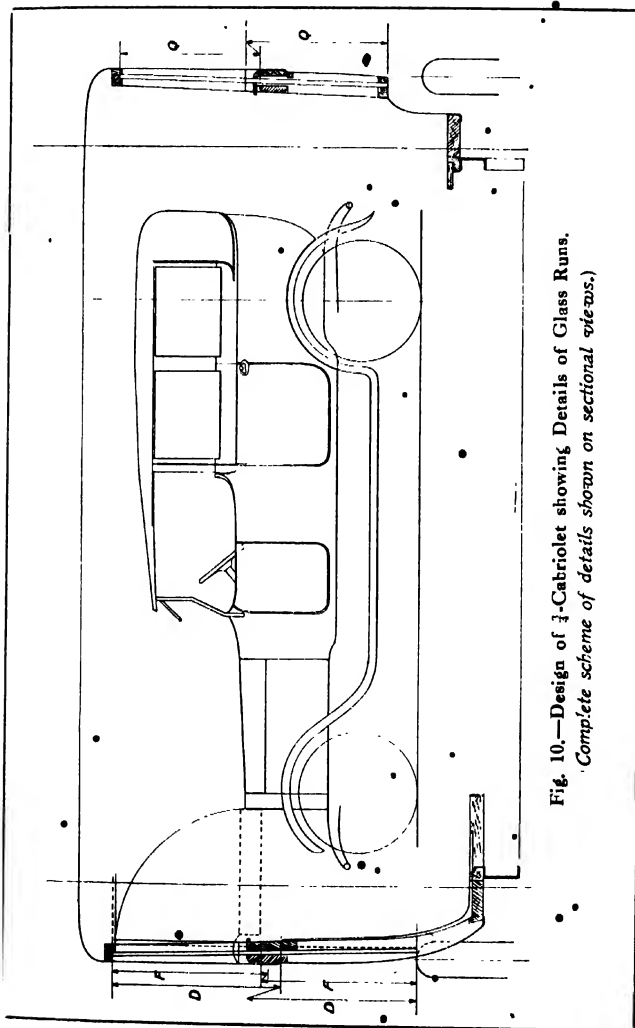 Q
Q
F
N
D
F
D
Fig. 10.—Design of ¾-Cabriolet showing Details of Glass Runs.
(Complete scheme of details shown on sectional views.)